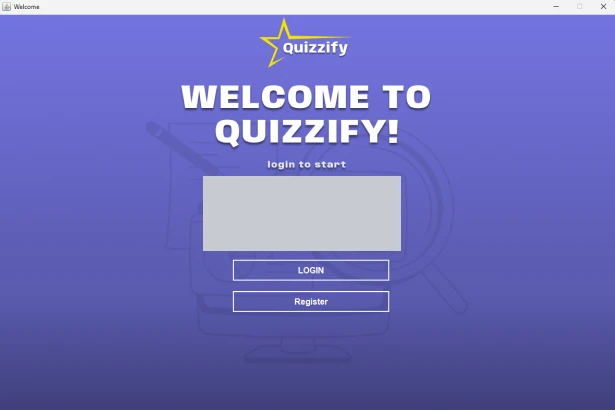 Welcome
Quizzify
WELCOME TO
QUIZZIFY!
login to start
LOGIN
Register